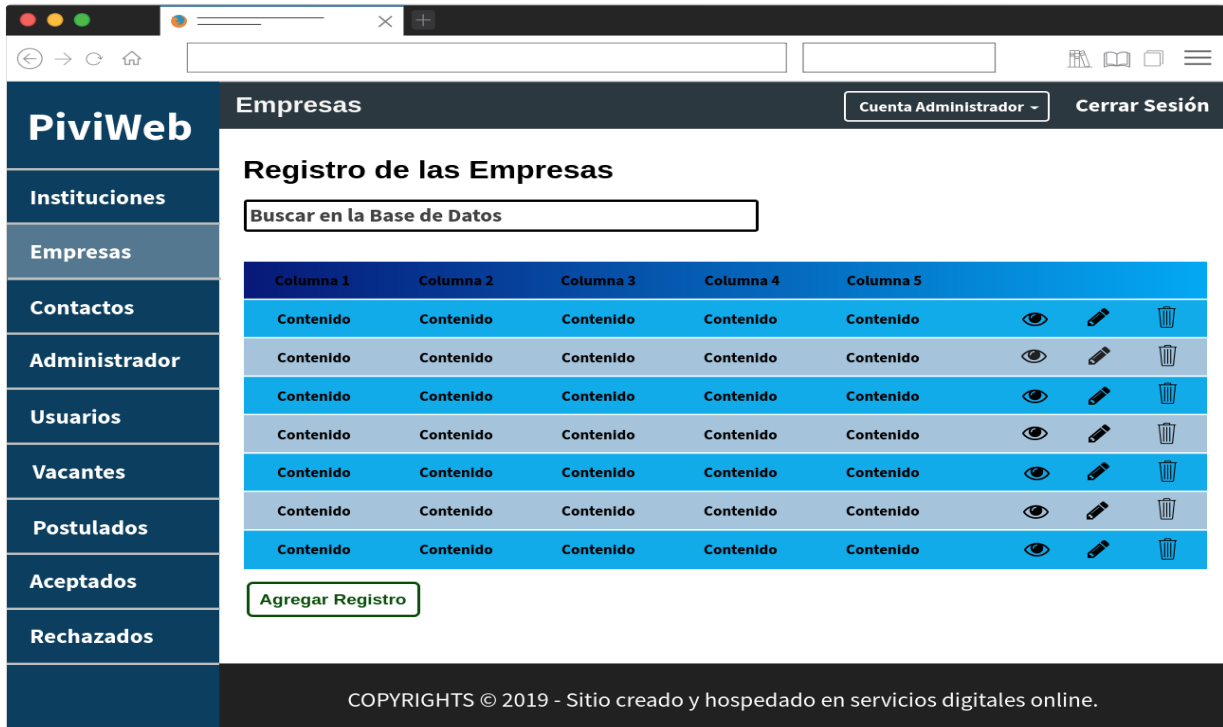 PiviWeb
Instituciones
Empresas
Contactos
Administrador
Usuarios
Vacantes
Postulados
Aceptados
Rechazados
Empresas
Cuenta Administrador
Cerrar Sesión
Registro de las Empresas
Buscar en la Base de Datos
Columna 1 Columna 2 Columna 3 Columna 4 Columna 5
Contenido Contenido Contenido Contenido Contenido
Contenido Contenido Contenido Contenido Contenido
Contenido Contenido Contenido Contenido Contenido
Contenido Contenido Contenido Contenido Contenido
Contenido Contenido Contenido Contenido Contenido
Contenido Contenido Contenido Contenido Contenido
Contenido Contenido Contenido Contenido Contenido
Agregar Registro
COPYRIGHTS © 2019 - Sitio creado y hospedado en servicios digitales online.